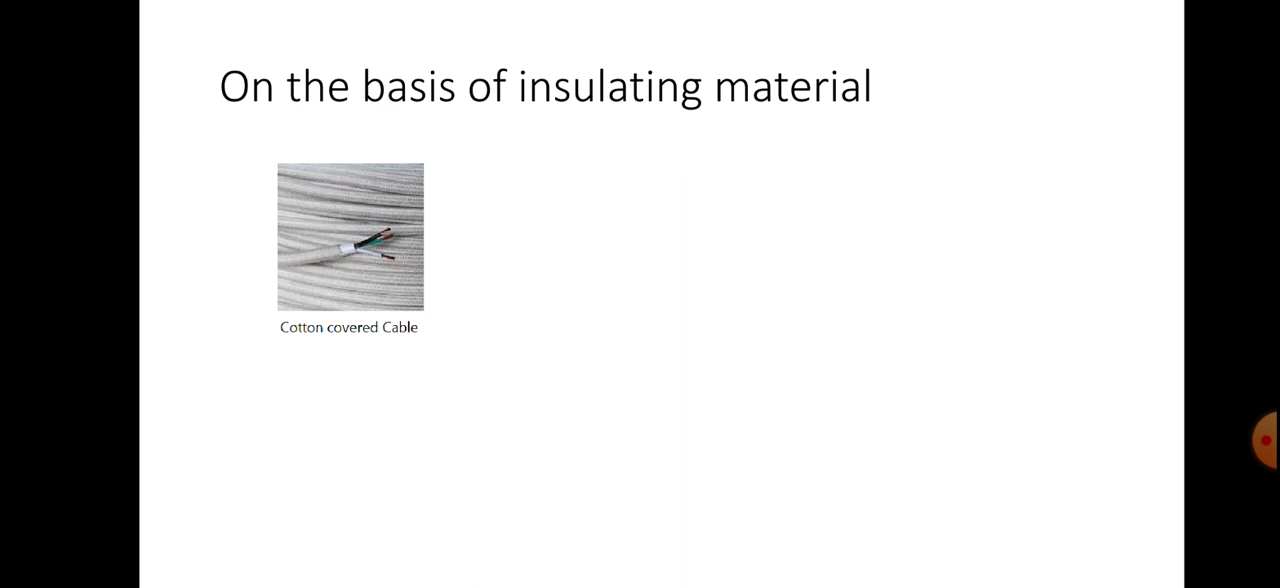 On the basis of insulating material
Cotton covered Cable